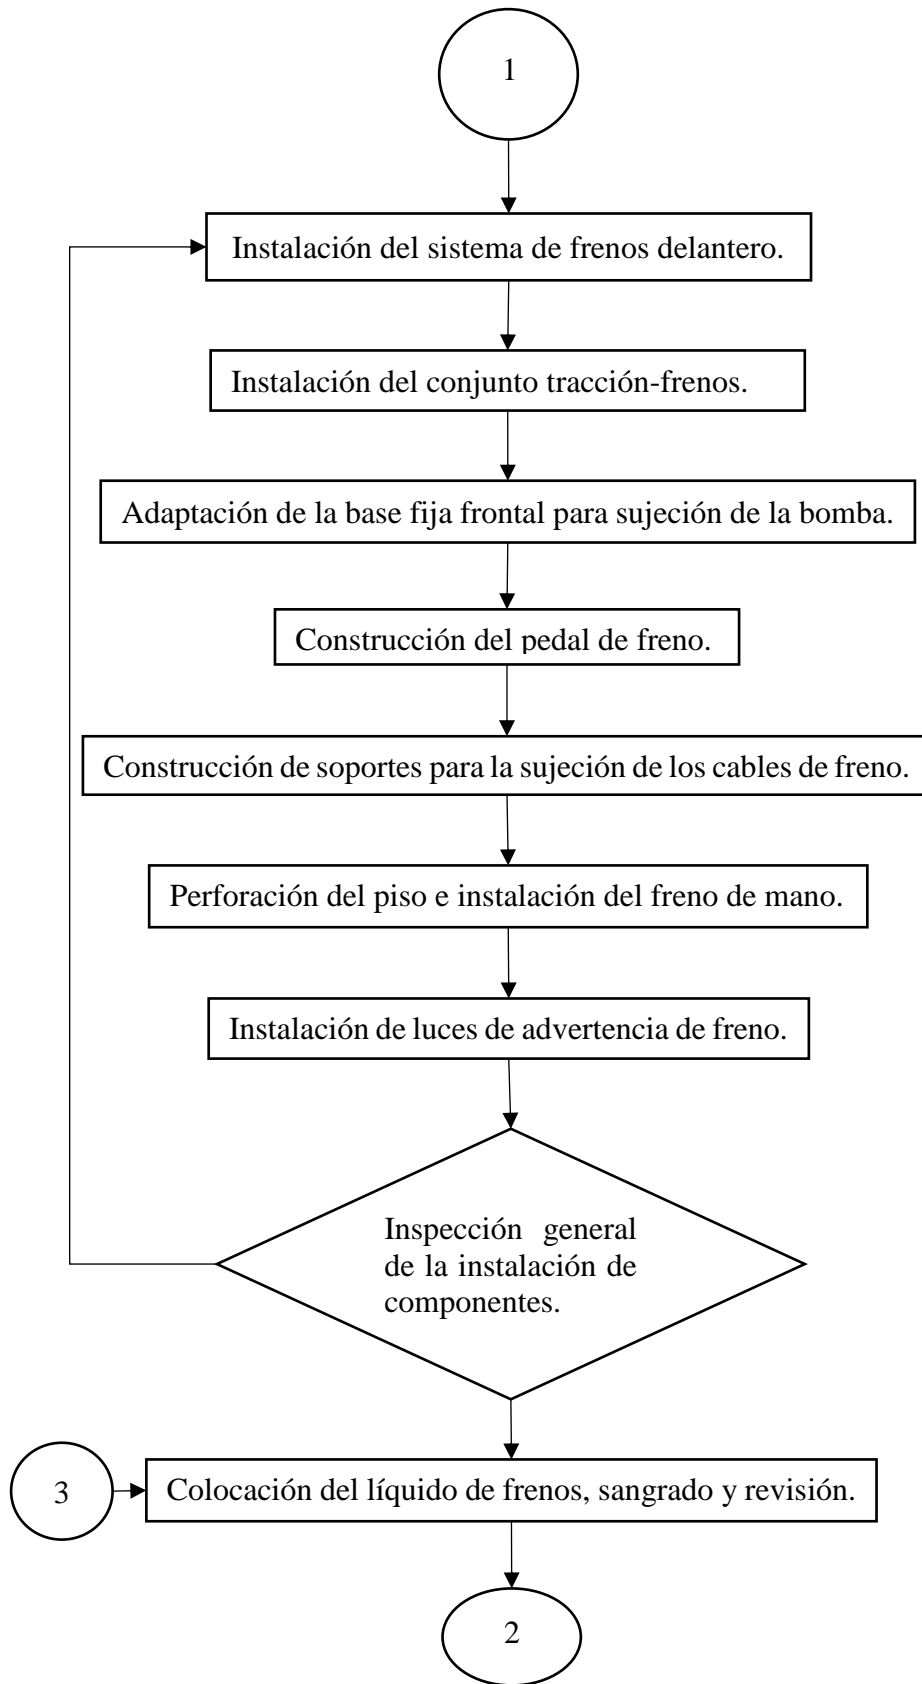 1
Instalación del sistema de frenos delantero.
Instalación del conjunto tracción-frenos.
Adaptación de la base fija frontal para sujeción de la bomba.
Construcción del pedal de freno.
Construcción de soportes para la sujeción de los cables de freno.
Perforación del piso e instalación del freno de mano.
Instalación de luces de advertencia de freno.
Inspección general
de la instalación de
componentes.
3
Colocación del líquido de frenos, sangrado y revisión.
2